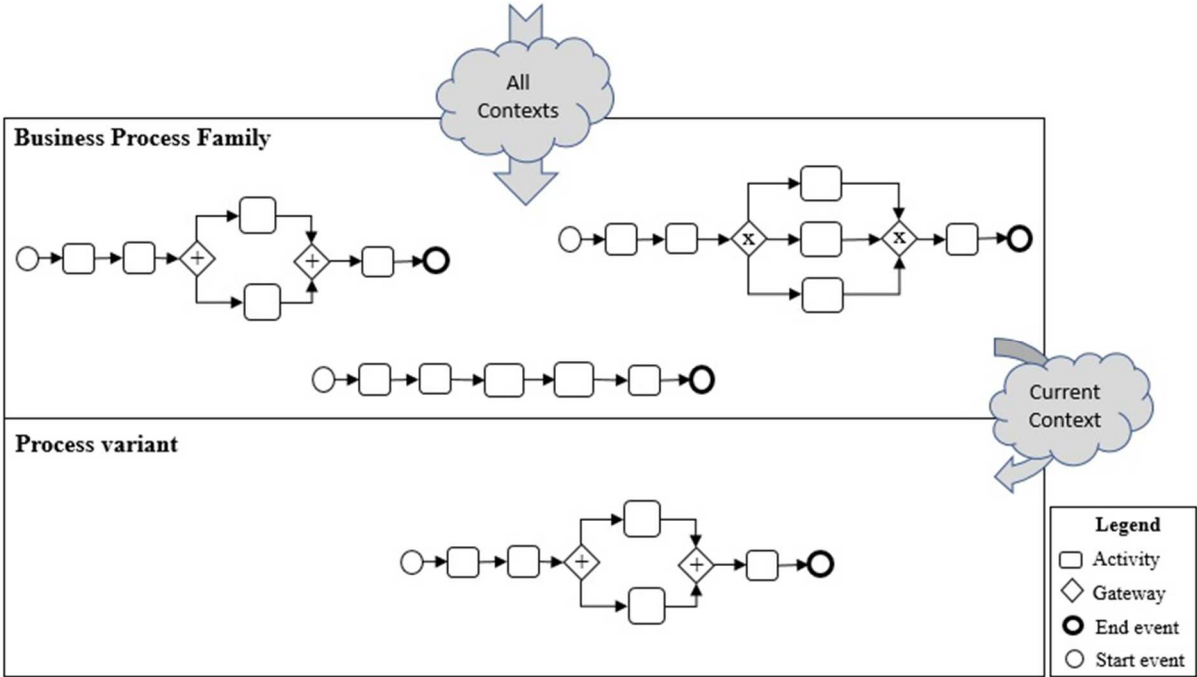 All
Contexts
Business Process Family
+
+
x
x
Current
Context
Process variant
+
+
Legend
Activity
Gateway
End event
Start event